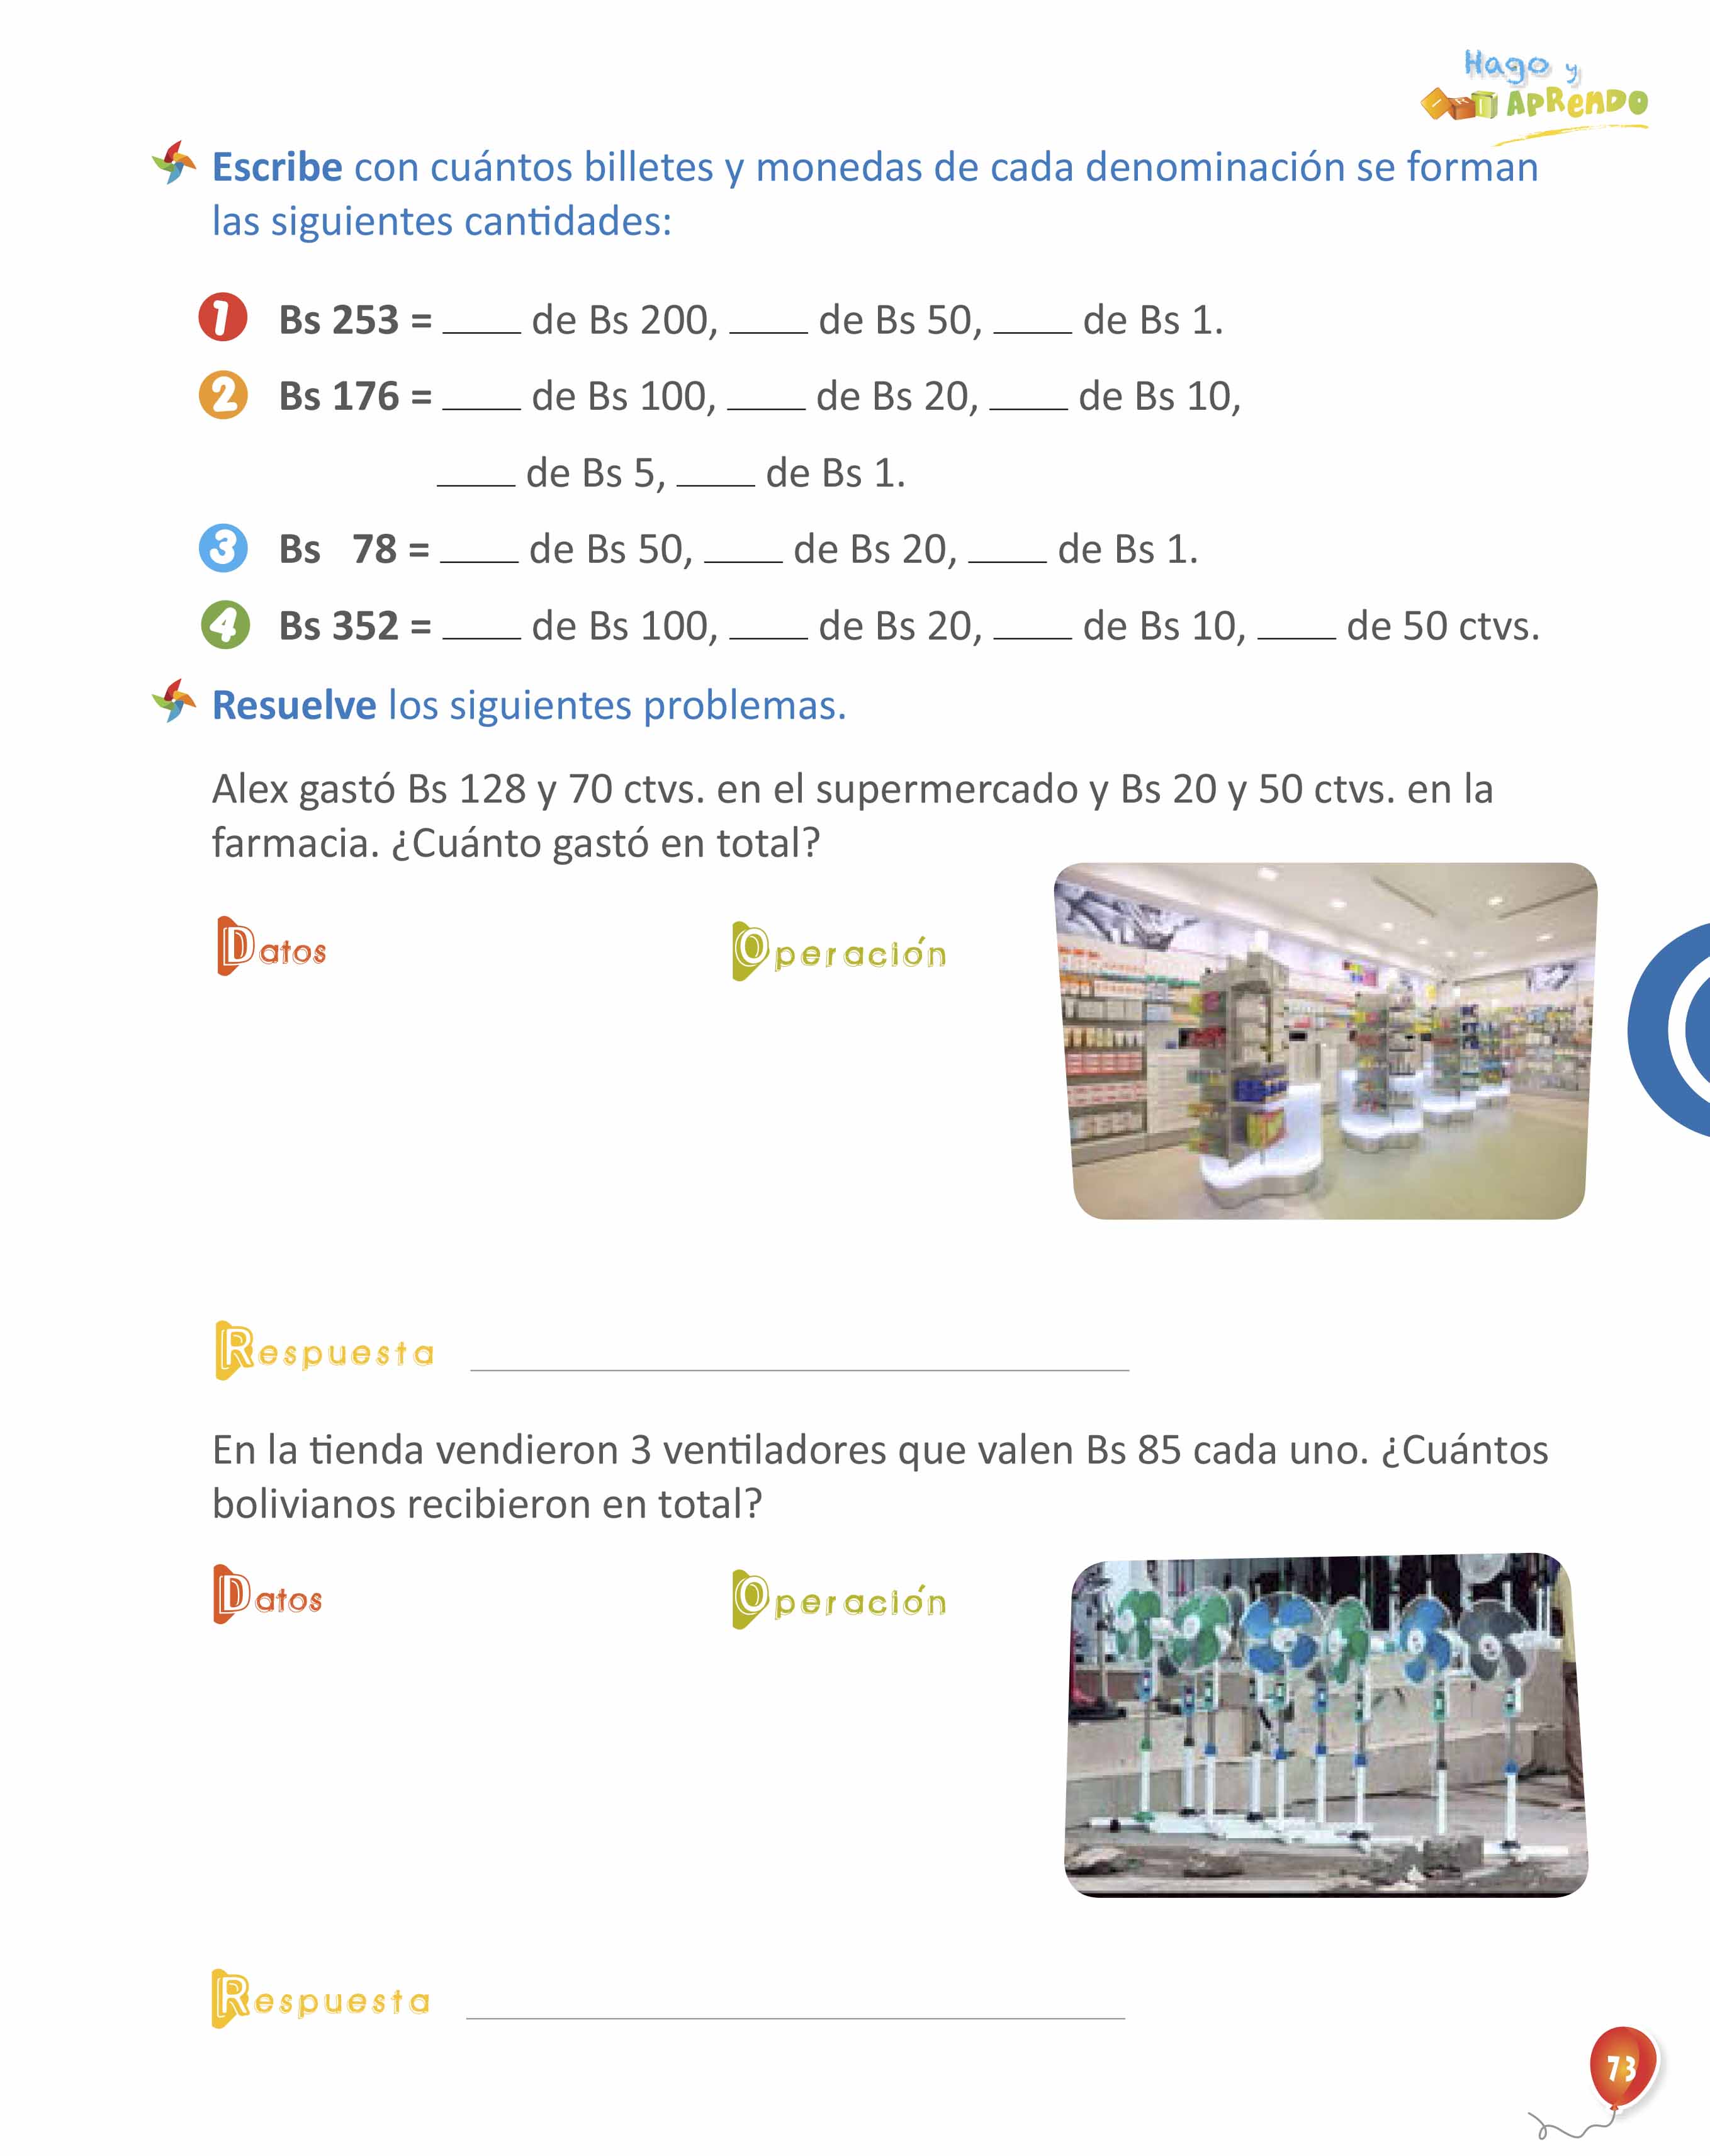 Hago y
APRENDO
Escribe con cuántos billetes y monedas de cada denominación se forman
las siguientes cantidades:
1 Bs 253 = ____ de Bs 200, ____ de Bs 50, ____ de Bs 1.
2 Bs 176 = ____ de Bs 100, ____ de Bs 20, ____ de Bs 10,
____ de Bs 5, ____ de Bs 1.
3 Bs 78 = ____ de Bs 50, ____ de Bs 20, ____ de Bs 1.
4 Bs 352 = ____ de Bs 100, ____ de Bs 20, ____ de Bs 10, ____ de 50 ctvs.
Resuelve los siguientes problemas.
Alex gastó Bs 128 y 70 ctvs. en el supermercado y Bs 20 y 50 ctvs. en la
farmacia. ¿Cuánto gastó en total?
Datos Operación
Respuesta
En la tienda vendieron 3 ventiladores que valen Bs 85 cada uno. ¿Cuántos
bolivianos recibieron en total?
Datos Operación
Respuesta
73